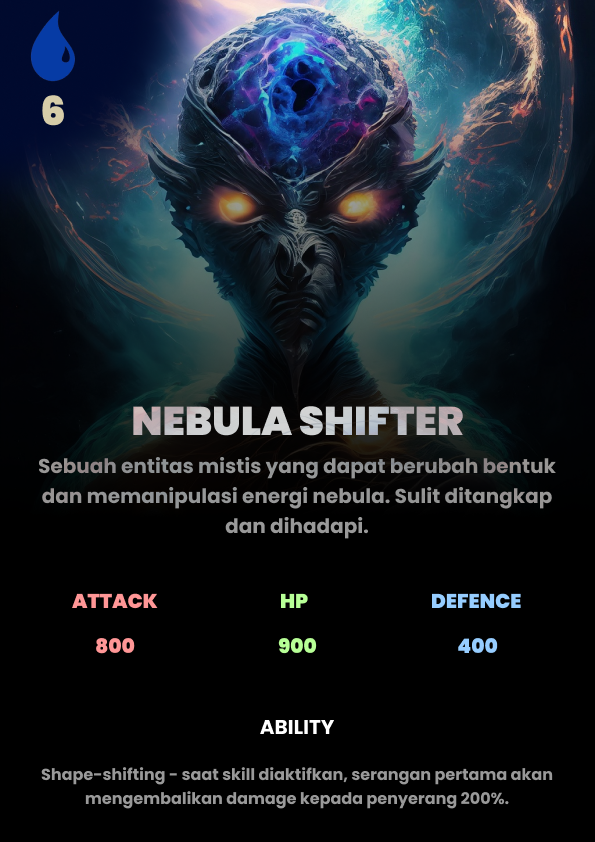 6
NEBULA SHIFTER
Sebuah entitas mistis yang dapat berubah bentuk
dan memanipulasi energi nebula. Sulit ditangkap
dan dihadapi.
ATTACK HP DEFENCE
800 900 400
ABILITY
Shape-shifting - saat skill diaktifkan, serangan pertama akan
mengembalikan damage kepada penyerang 200%.